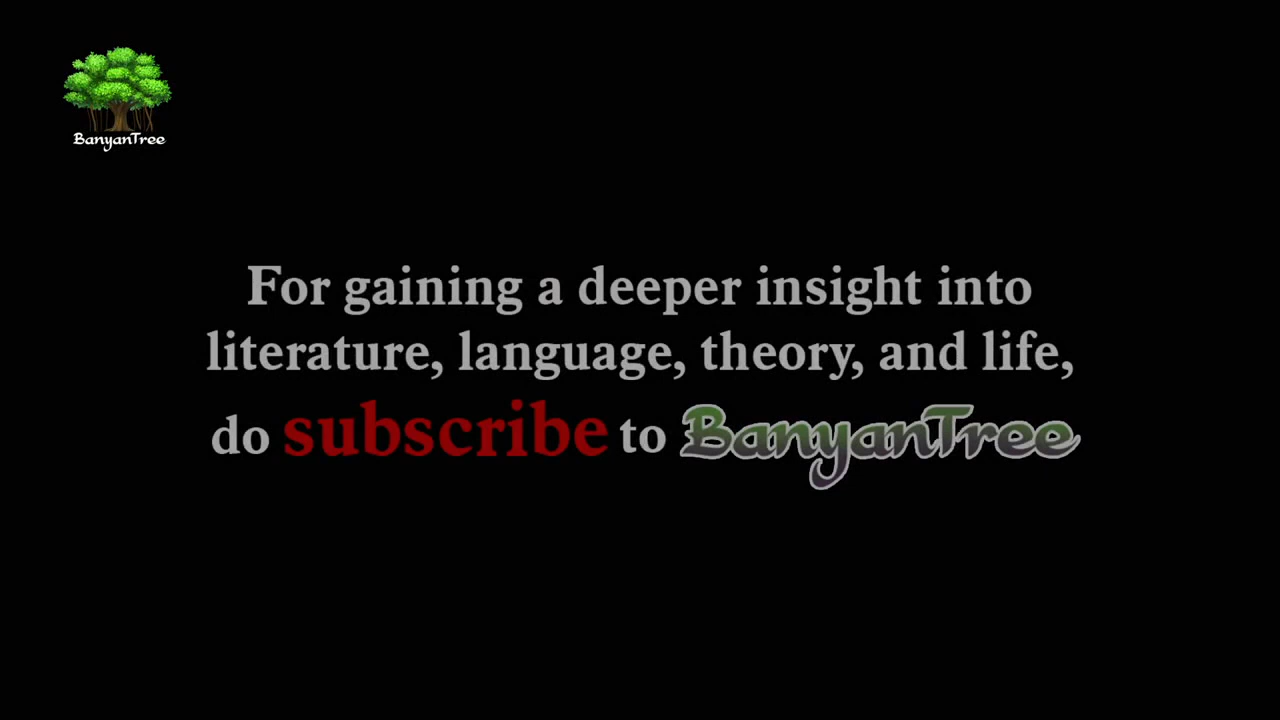 BanyanTree
For gaining a deeper insight into
literature, language, theory, and life,
do subscribe to BanyanTree